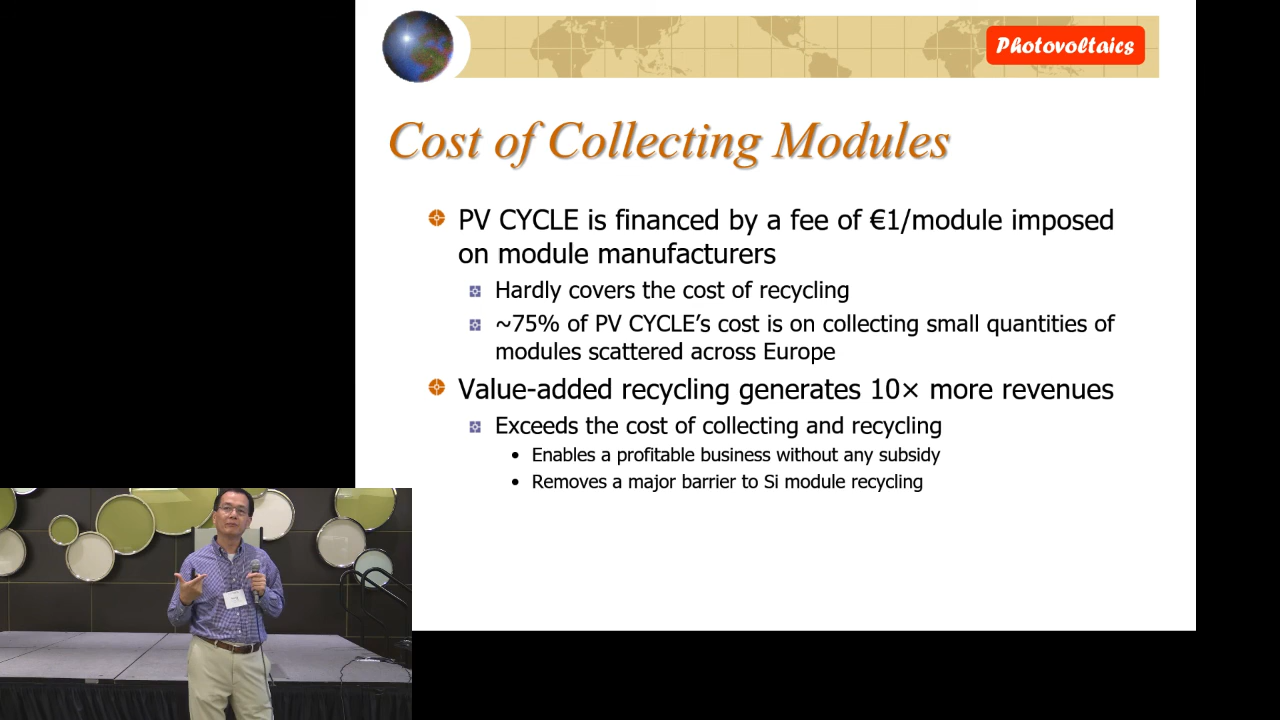 Photovoltaics
Cost of Collecting Modules
PV CYCLE is financed by a fee of €1/module imposed
on module manufacturers
Hardly covers the cost of recycling
~75% of PV CYCLE’s cost is on collecting small quantities of
modules scattered across Europe
Value-added recycling generates 10× more revenues
Exceeds the cost of collecting and recycling
• Enables a profitable business without any subsidy
• Removes a major barrier to Si module recycling